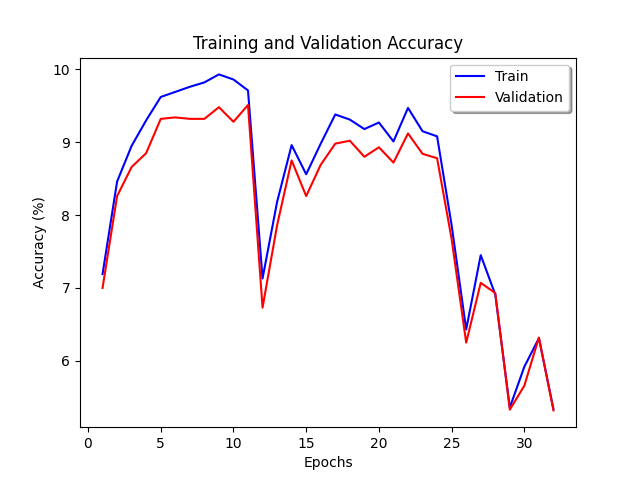 Training and Validation Accuracy
Train
Validation
Accuracy (%)
10
9
8
7
6
0 5 10 15 20 25 30
Epochs